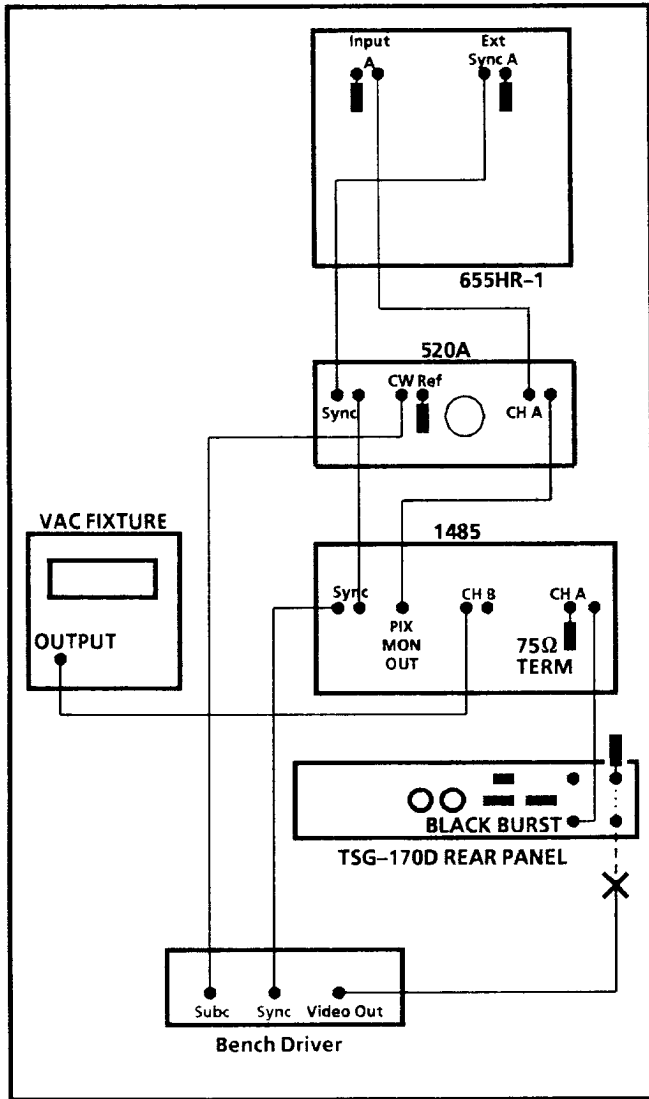 Input
A
Ext
Sync A
655HR-1
520A
CW Ref
Sync
CH A
VAC FIXTURE
OUTPUT
1485
Sync
PIX
MON
OUT
CH B
CH A
75Ω
TERM
BLACK BURST
TSG-170D REAR PANEL
Subc
Sync
Video Out
Bench Driver